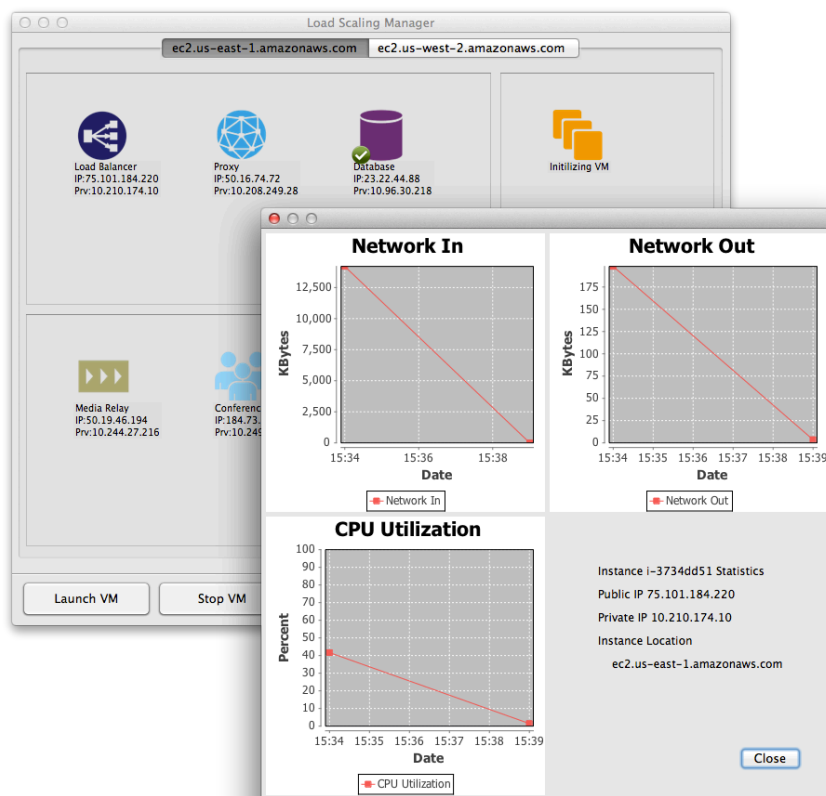 Load Scaling Manager
ec2.us-east-1.amazonaws.com
ec2.us-west-2.amazonaws.com
Load Balancer
IP:75.101.184.220
Prv:10.210.174.10
Proxy
IP:50.16.74.72
Prv:10.208.249.28
Database
IP:23.22.44.88
Prv:10.96.30.218
Initilizing VM
Media Relay
IP:50.19.46.194
Prv:10.244.27.216
Conferenc
IP:184.73.
Prv:10.249
Launch VM
Stop VM
Network In
KBytes
12,500
10,000
7,500
5,000
2,500
0
15:34 15:36 15:38
Date
Network In
Network Out
KBytes
175
150
125
100
75
50
25
0
15:34 15:35 15:36 15:37 15:38 15:39
Date
Network Out
CPU Utilization
Percent
100
90
80
70
60
50
40
30
20
10
0
15:34 15:35 15:36 15:37 15:38 15:39
Date
CPU Utilization
Instance i-3734dd51 Statistics
Public IP 75.101.184.220
Private IP 10.210.174.10
Instance Location
ec2.us-east-1.amazonaws.com
Close